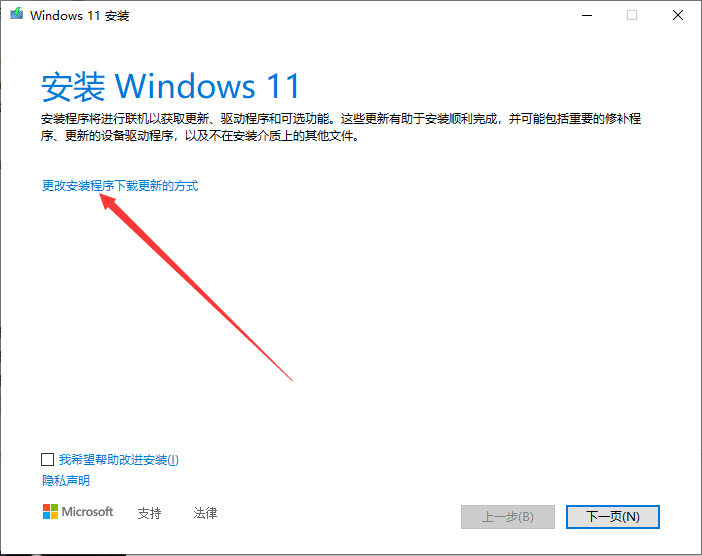 Windows 11 安装
安装 Windows 11
安装程序将进行联机以获取更新、驱动程序和可选功能。这些更新有助于安装顺利完成，并可能包括重要的修补程
序、更新的设备驱动程序，以及不在安装介质上的其他文件。
更改安装程序下载更新的方式
我希望帮助改进安装(I)
隐私声明
Microsoft 支持 法律
上一步(B) 下一页(N)